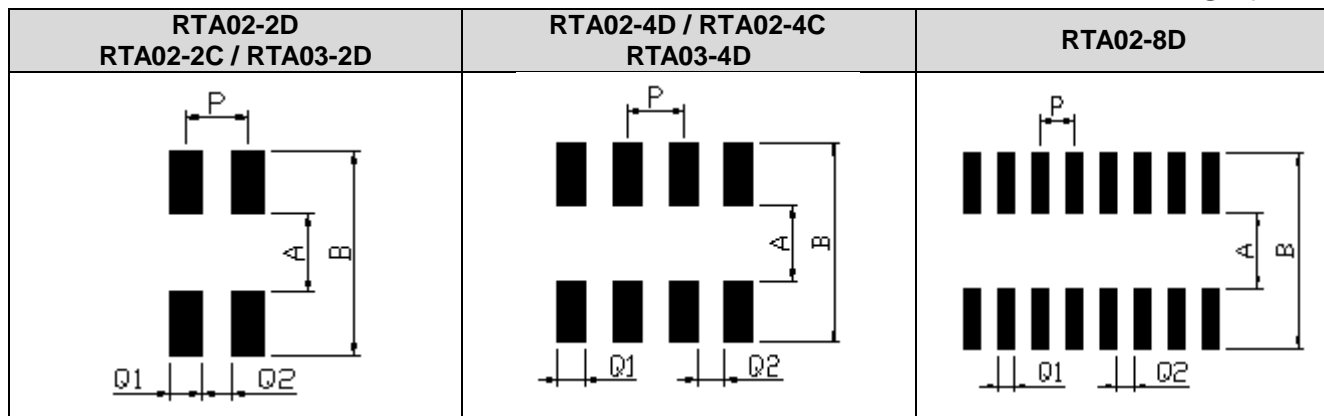 RTA02-2D
RTA02-2C / RTA03-2D
RTA02-4D / RTA02-4C
RTA03-4D
RTA02-8D
P
A
B
Q1
Q2
P
A
B
Q1
Q2
P
A
B
Q1
Q2